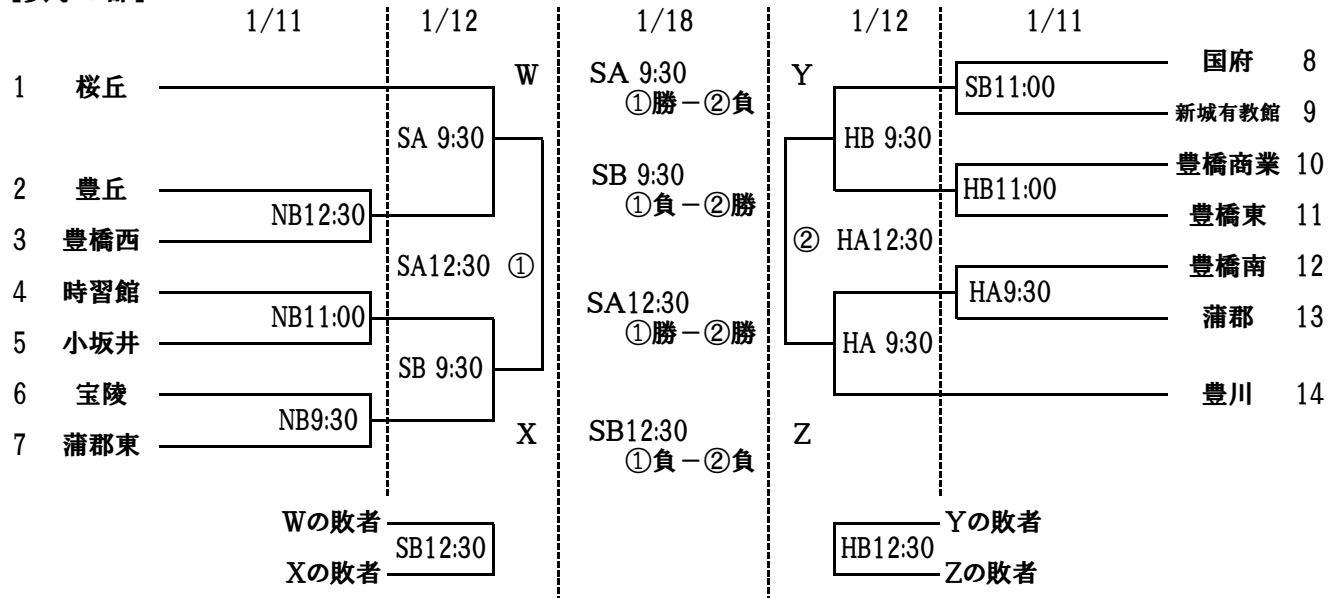 1/11 1/12 1/18 1/12 1/11
W
X
Y
Z
1 桜丘
2 豊丘
3 豊橋西
4 時習館
5 小坂井
6 宝陵
7 蒲郡東
NB12:30
NB11:00
NB9:30
SA 9:30
SA12:30 ①
SB 9:30
SA 9:30
①勝－②負
SB 9:30
①負－②勝
SA12:30
①勝－②勝
SB12:30
①負－②負
HB 9:30
② HA12:30
HA 9:30
SB11:00
HB11:00
HA9:30
国府 8
新城有教館 9
豊橋商業 10
豊橋東 11
豊橋南 12
蒲郡 13
豊川 14
Wの敗者
SB12:30
Xの敗者
Yの敗者
HB12:30
Zの敗者